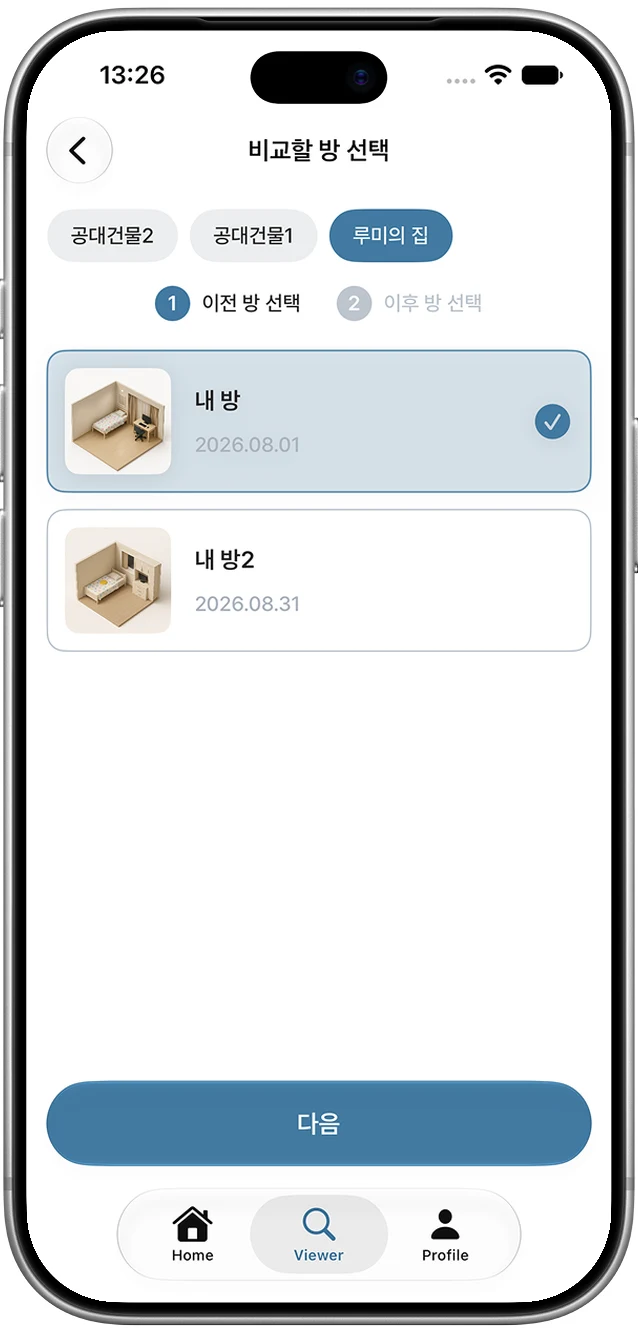 13:26
비교할 방 선택
공대건물2 공대건물1 루미의 집
1 이전 방 선택 2 이후 방 선택
내 방
2026.08.01
내 방2
2026.08.31
다음
Home Viewer Profile